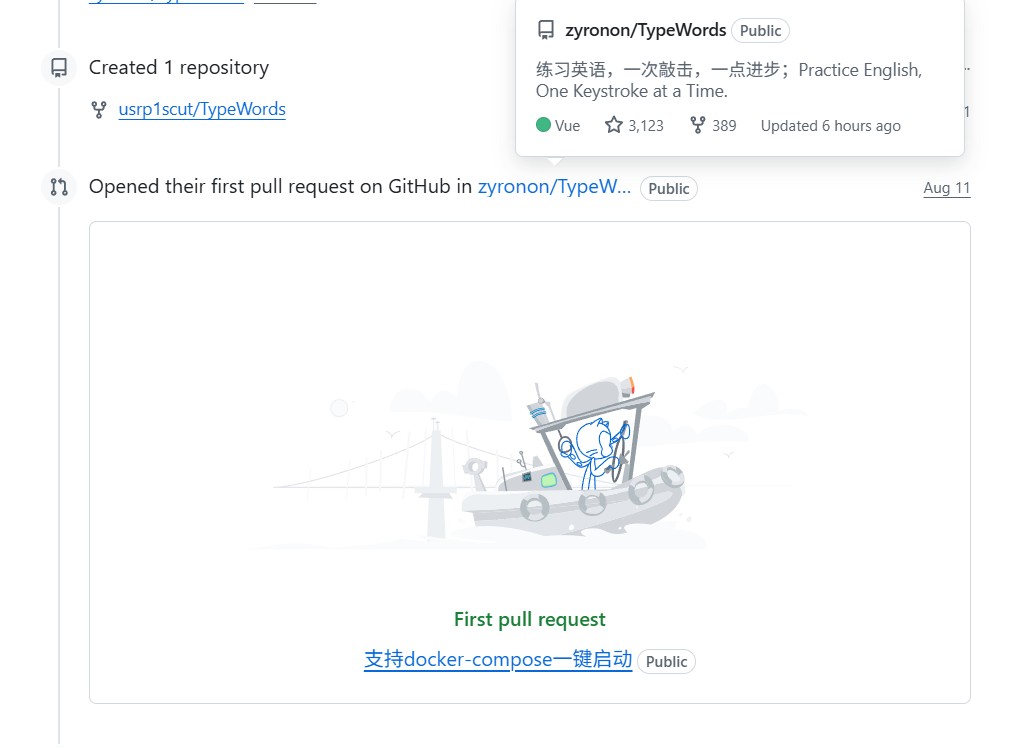 zyronon/TypeWords
Public
练习英语，一次敲击，一点进步；Practice English,
One Keystroke at a Time.
Vue
3,123
389
Updated 6 hours ago
Created 1 repository
usrp1scut/TypeWords
Opened their first pull request on GitHub in zyronon/TypeW...
Public
Aug 11
First pull request
支持docker-compose一键启动
Public